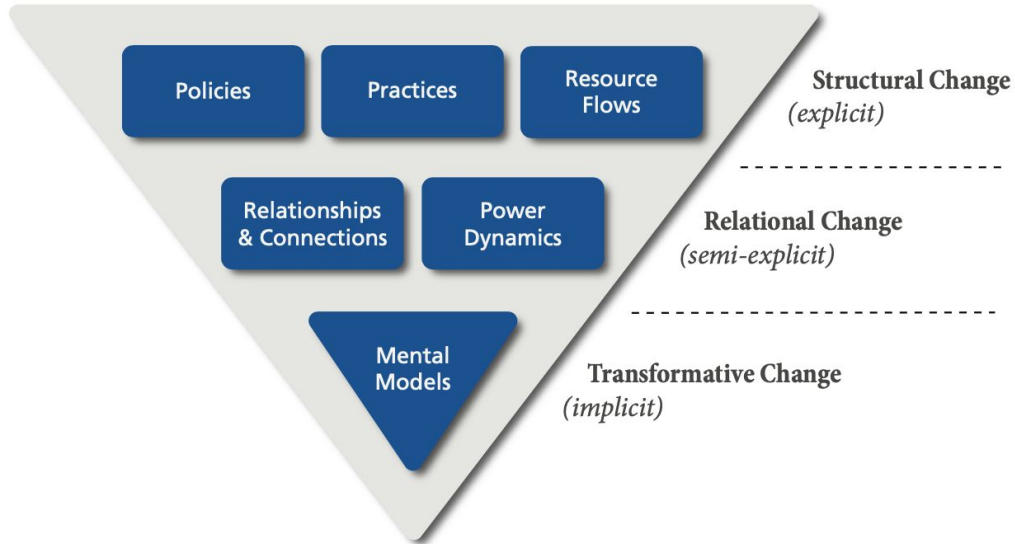 Policies
Practices
Resource
Flows
Structural Change
(explicit)
Relationships
& Connections
Power
Dynamics
Relational Change
(semi-explicit)
Mental
Models
Transformative Change
(implicit)